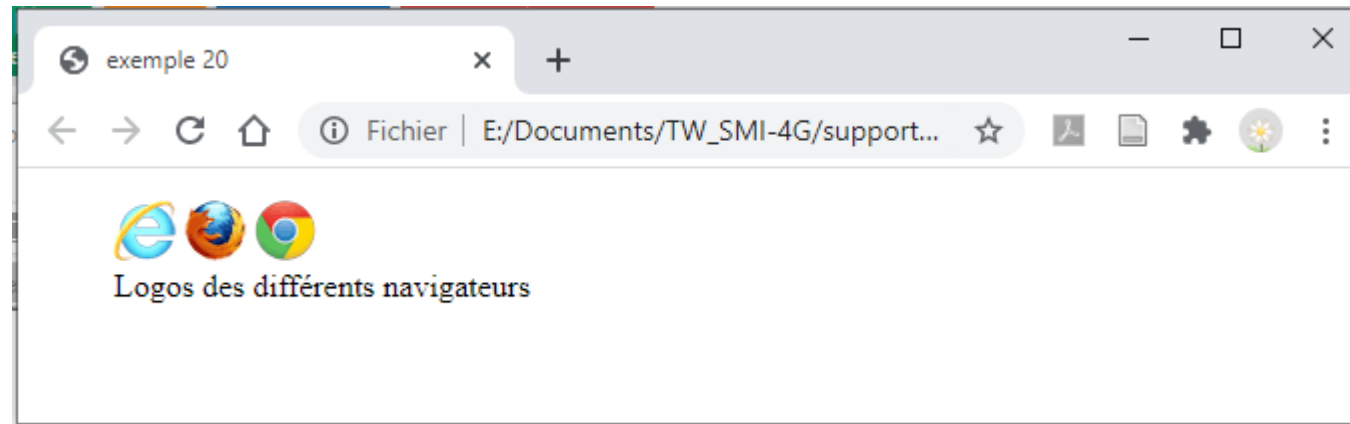 exemple 20
Fichier | E:/Documents/TW_SMI-4G/support...
Logos des différents navigateurs